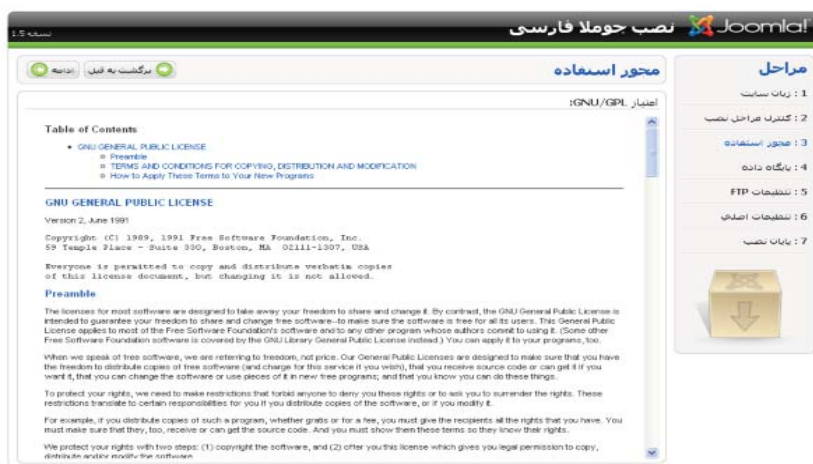 Joomla! نصب جوملا فارسی
نسخه 1.5
مراحل
1 : زبان سایت
2 : کنترل مراحل نصب
3 : مجوز استفاده
4 : پایگاه داده
5 : تنظیمات FTP
6 : تنظیمات اصلی
7 : پایان نصب
مجوز استفاده
برگشت به قبل
ادامه
اعتبار GNU/GPL:
Table of Contents
GNU GENERAL PUBLIC LICENSE
Preamble
TERMS AND CONDITIONS FOR COPYING, DISTRIBUTION AND MODIFICATION
How to Apply These Terms to Your New Programs
GNU GENERAL PUBLIC LICENSE
Version 2, June 1991
Copyright (C) 1989, 1991 Free Software Foundation, Inc.
59 Temple Place - Suite 330, Boston, MA 02111-1307, USA
Everyone is permitted to copy and distribute verbatim copies
of this license document, but changing it is not allowed.
Preamble
The licenses for most software are designed to take away your freedom to share and change it. By contrast, the GNU General Public License is
intended to guarantee your freedom to share and change free software--to make sure the software is free for all its users. This General Public
License applies to most of the Free Software Foundation's software and to any other program whose authors commit to using it. (Some other
Free Software Foundation software is covered by the GNU Library General Public License instead.) You can apply it to your programs, too.
When we speak of free software, we are referring to freedom, not price. Our General Public Licenses are designed to make sure that you have
the freedom to distribute copies of free software (and charge for this service if you wish), that you receive source code or can get it if you
want it, that you can change the software or use pieces of it in new free programs; and that you know you can do these things.
To protect your rights, we need to make restrictions that forbid anyone to deny you these rights or to ask you to surrender the rights. These
restrictions translate to certain responsibilities for you if you distribute copies of the software, or if you modify it.
For example, if you distribute copies of such a program, whether gratis or for a fee, you must give the recipients all the rights that you have. You
must make sure that they, too, receive or can get the source code. And you must show them these terms so they know their rights.
We protect your rights with two steps: (1) copyright the software, and (2) offer you this license which gives you legal permission to copy,
distribute and/or modify the software.